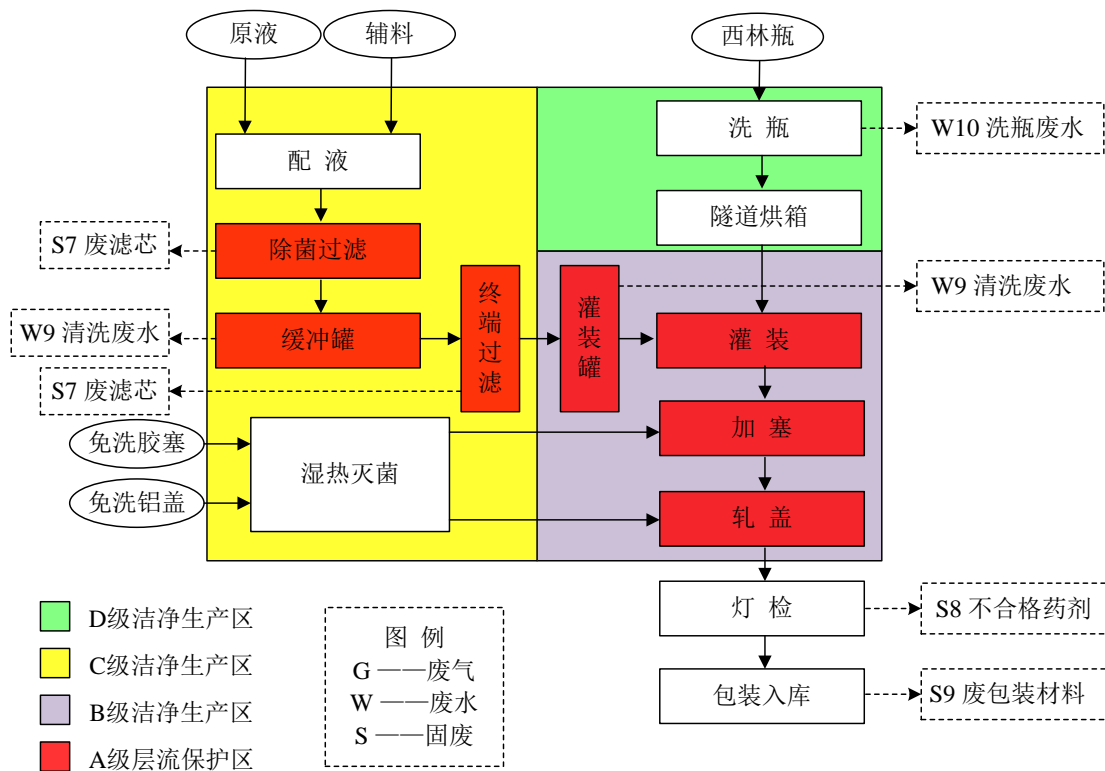 原液
辅料
西林瓶
洗 瓶
W10 洗瓶废水
配 液
隧道烘箱
S7 废滤芯
除菌过滤
终端过滤
灌装罐
W9 清洗废水
W9 清洗废水
缓冲罐
灌 装
S7 废滤芯
加 塞
免洗胶塞
湿热灭菌
免洗铝盖
轧 盖
灯 检
S8 不合格药剂
包装入库
S9 废包装材料
D级洁净生产区
C级洁净生产区
B级洁净生产区
A级层流保护区
图 例
G ——废气
W ——废水
S ——固废